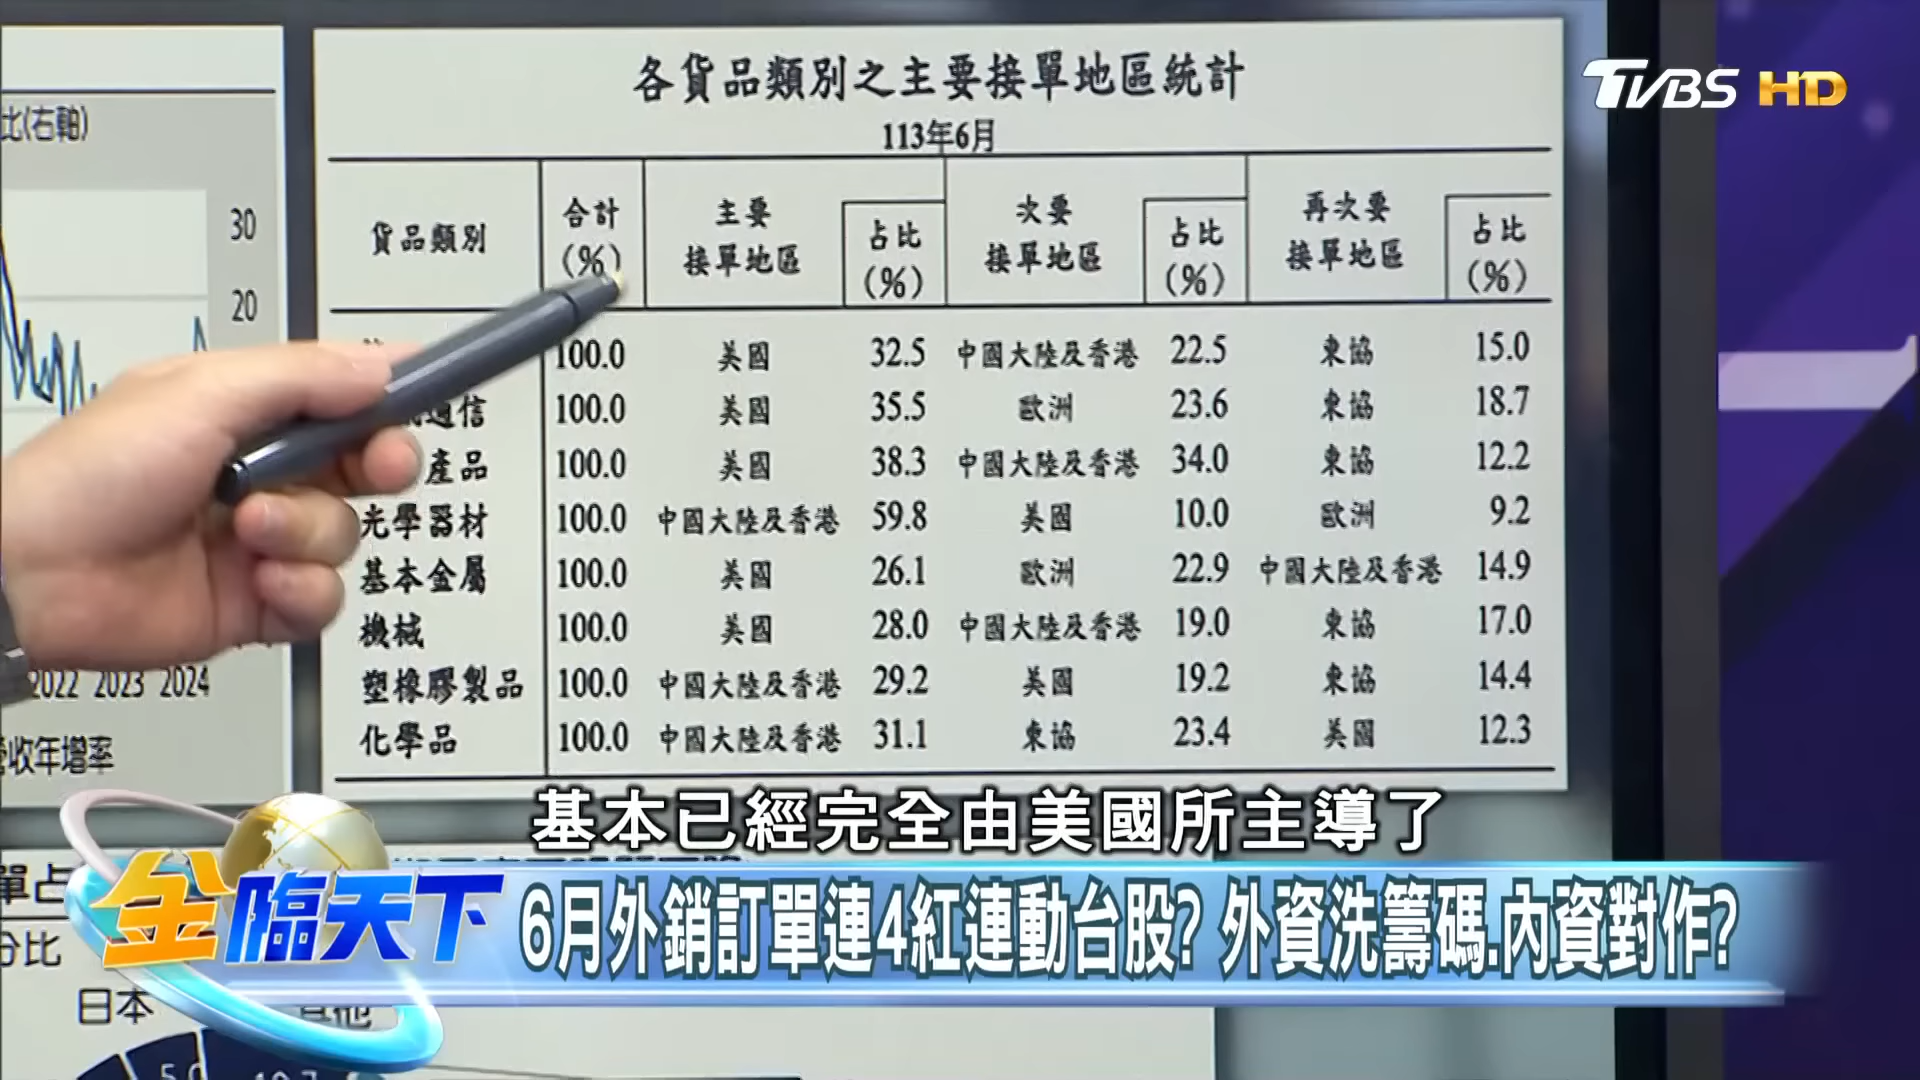 各貨品類別之主要接單地區統計
TVBS HD
113年6月
比(右軸)
30
20
貨品類別 合計(%) 主要接單地區 占比(%) 次要接單地區 占比(%) 再次要接單地區 占比(%)
100.0 美國 32.5 中國大陸及香港 22.5 東協 15.0
通信 100.0 美國 35.5 歐洲 23.6 東協 18.7
產品 100.0 美國 38.3 中國大陸及香港 34.0 東協 12.2
光學器材 100.0 中國大陸及香港 59.8 美國 10.0 歐洲 9.2
基本金屬 100.0 美國 26.1 歐洲 22.9 中國大陸及香港 14.9
機械 100.0 美國 28.0 中國大陸及香港 19.0 東協 17.0
塑橡膠製品 100.0 中國大陸及香港 29.2 美國 19.2 東協 14.4
化學品 100.0 中國大陸及香港 31.1 東協 23.4 美國 12.3
2022 2023 2024
收年增率
基本已經完全由美國所主導了
單占
金臨天下
6月外銷訂單連4紅連動台股? 外資洗籌碼.內資對作?
分比
日本 其他